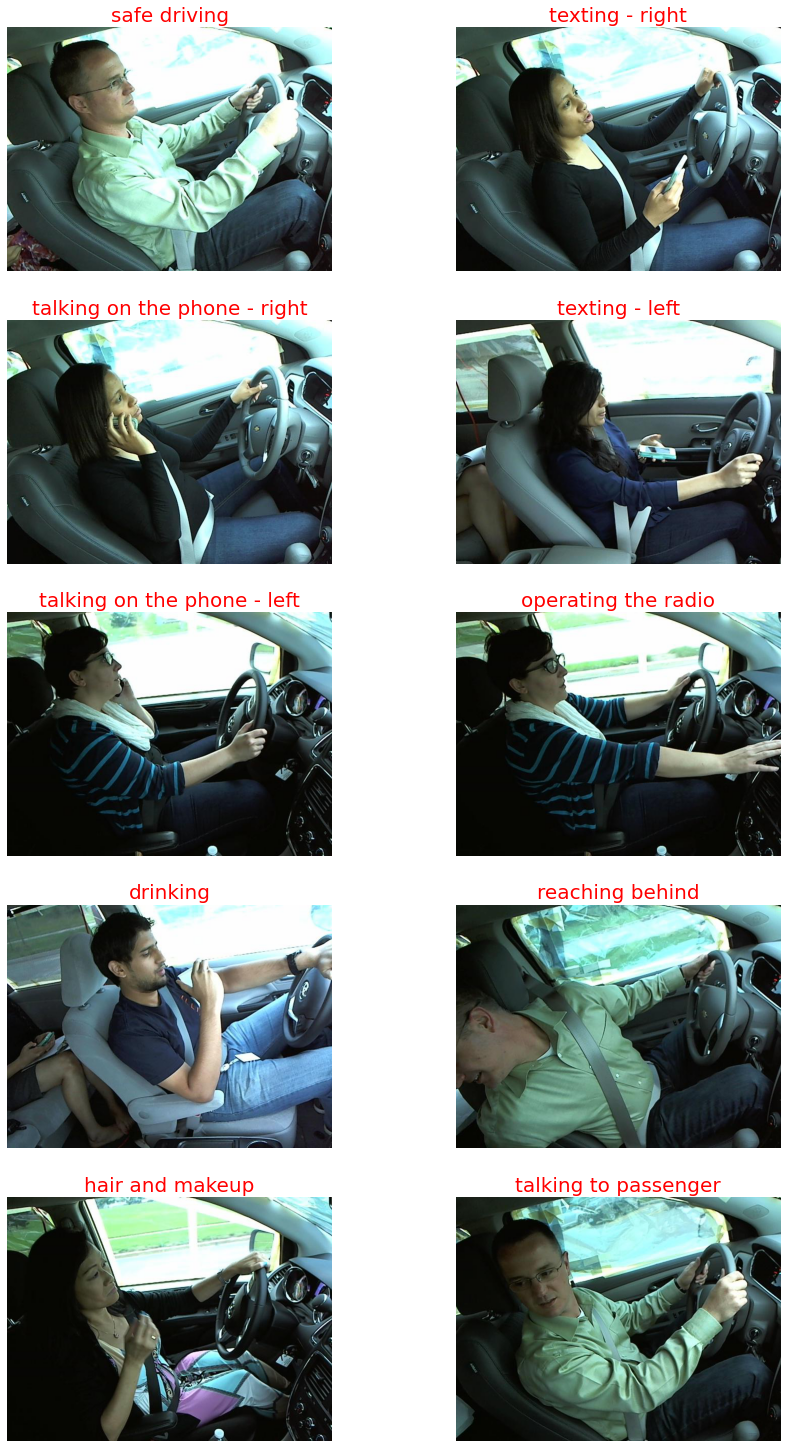 safe driving
texting - right
talking on the phone - right
texting - left
talking on the phone - left
operating the radio
drinking
reaching behind
hair and makeup
talking to passenger